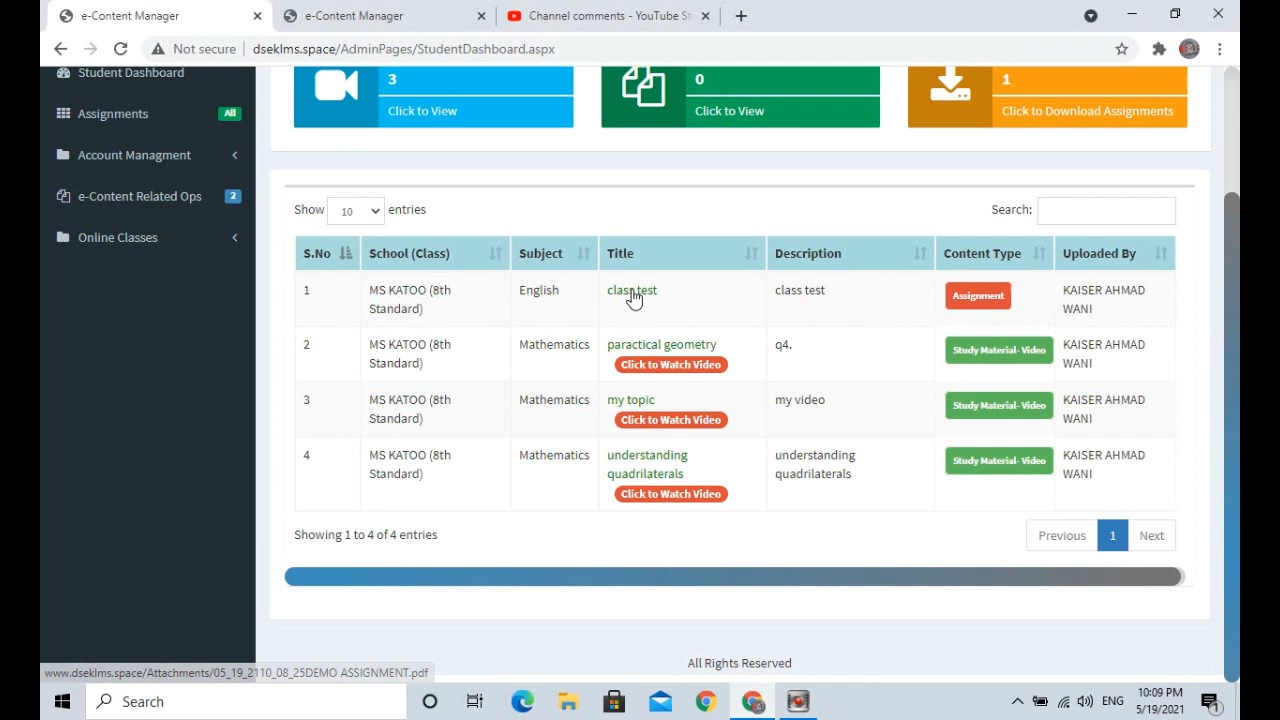 e-Content Manager
e-Content Manager
Channel comments - YouTube St
Not secure
dseklms.space/AdminPages/StudentDashboard.aspx
Student Dashboard
Assignments All
Account Managment
e-Content Related Ops 2
Online Classes
3
Click to View
0
Click to View
1
Click to Download Assignments
Show 10 entries
Search:
S.No School (Class) Subject Title Description Content Type Uploaded By
1 MS KATOO (8th English class test class test Assignment KAISER AHMAD
Standard) WANI
2 MS KATOO (8th Mathematics paractical geometry q4. Study Material- Video KAISER AHMAD
Standard) Click to Watch Video WANI
3 MS KATOO (8th Mathematics my topic my video Study Material- Video KAISER AHMAD
Standard) Click to Watch Video WANI
4 MS KATOO (8th Mathematics understanding understanding Study Material- Video KAISER AHMAD
Standard) quadrilaterals quadrilaterals WANI
Click to Watch Video
Showing 1 to 4 of 4 entries
Previous 1 Next
All Rights Reserved
www.dseklms.space/Attachments/05_19_2110_08_25DEMO ASSIGNMENT.pdf
Search
ENG
10:09 PM
5/19/2021
1